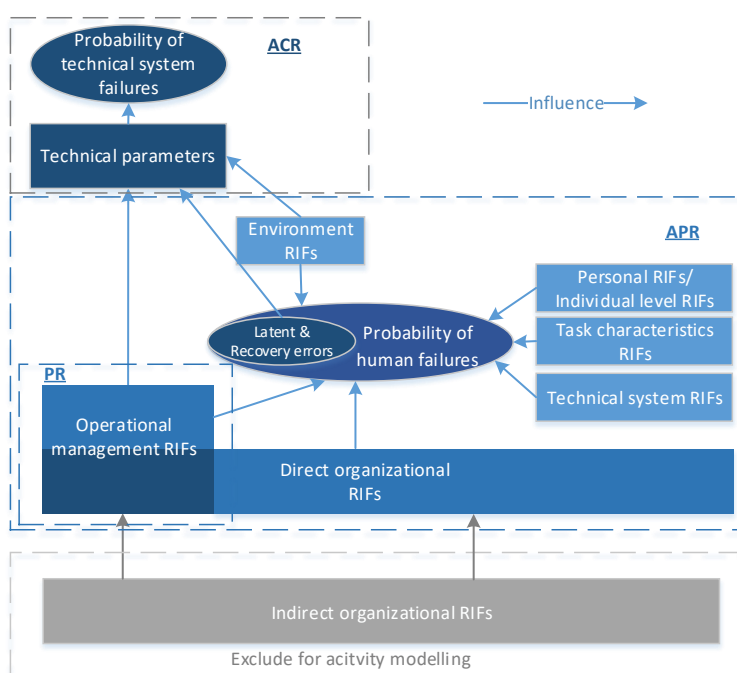 Probability of
technical system
failures
ACR
Influence
Technical parameters
Environment
RIFs
APR
Personal RIFs/
Individual level RIFs
Latent &
Recovery errors
Probability of
human failures
Task characteristics
RIFs
PR
Technical system RIFs
Operational
management RIFs
Direct organizational
RIFs
Indirect organizational RIFs
Exclude for acitvity modelling